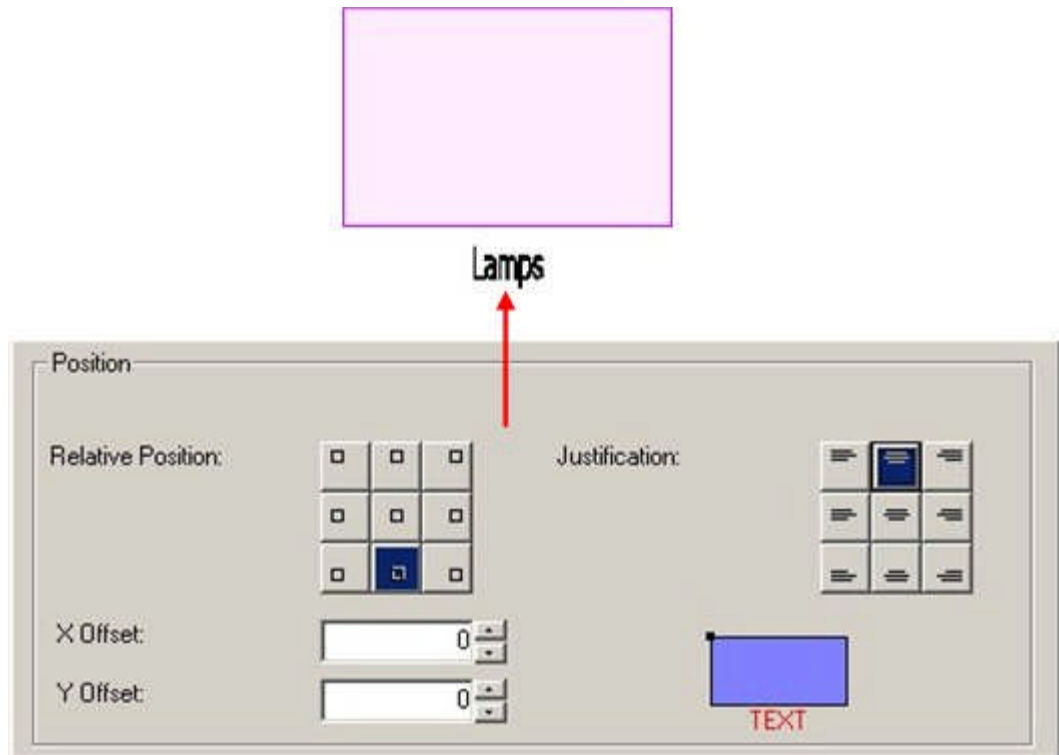 Lamps
Position
Relative Position:
Justification:
X Offset:
0
Y Offset:
0
TEXT